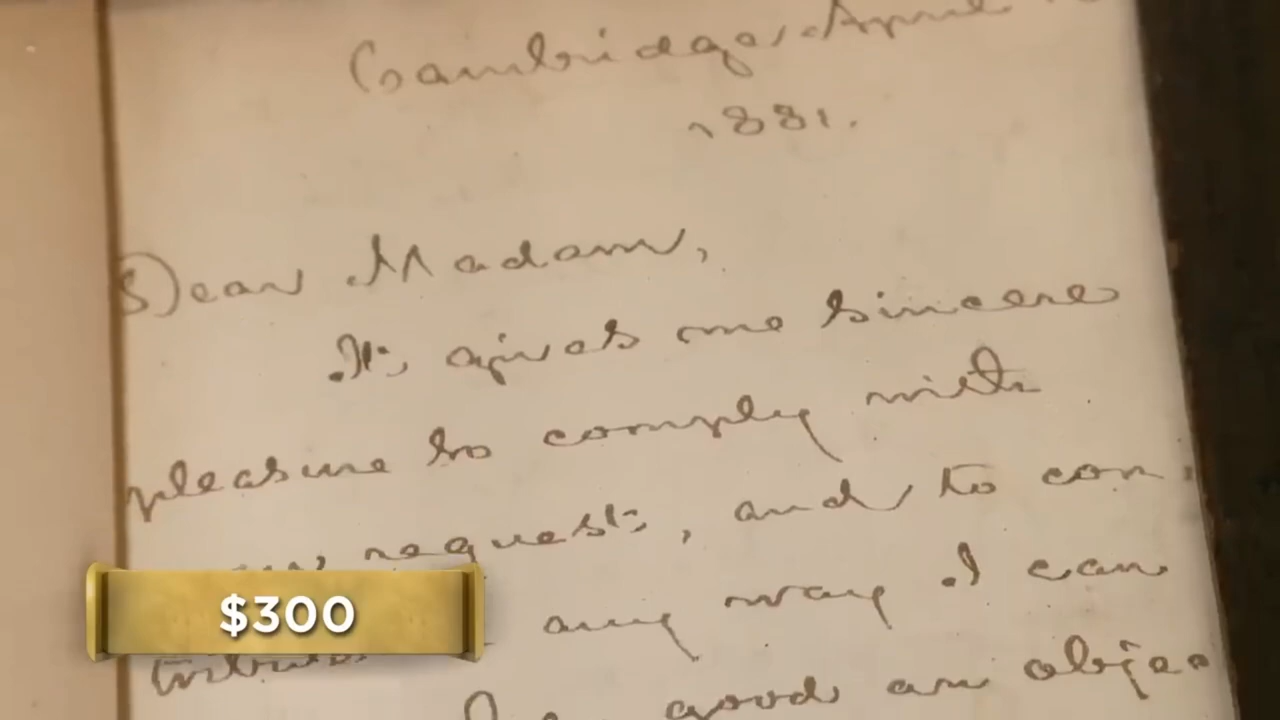 Cambridge April
1881.
Dear Madam,
It gives me sincere
pleasure to comply with
request, and to con
any way I can
good an objec
$300